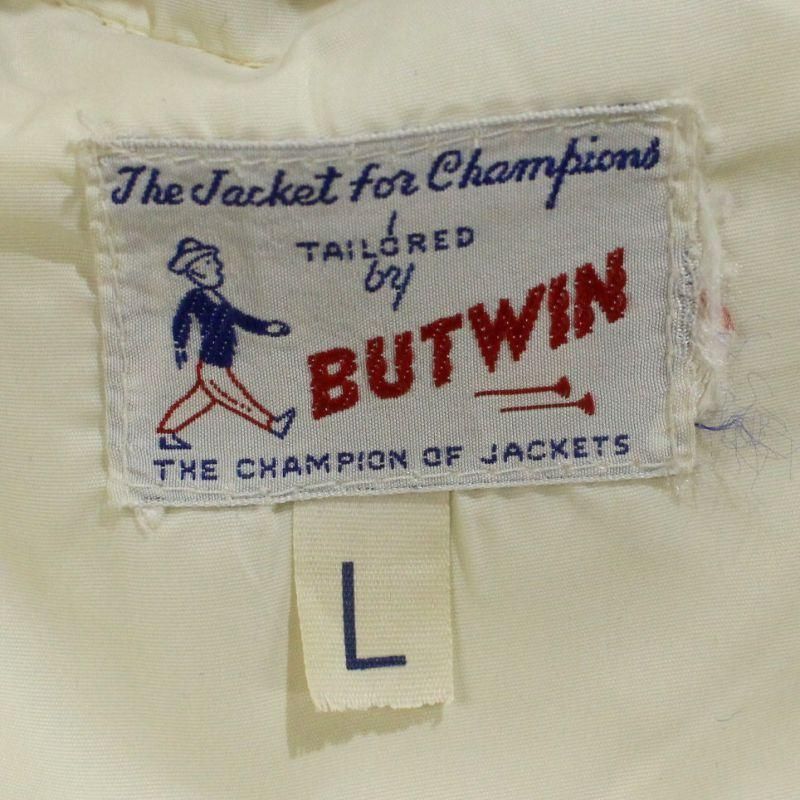 The Jacket for Champions
TAILORED
by
BUTWIN
THE CHAMPION OF JACKETS
L